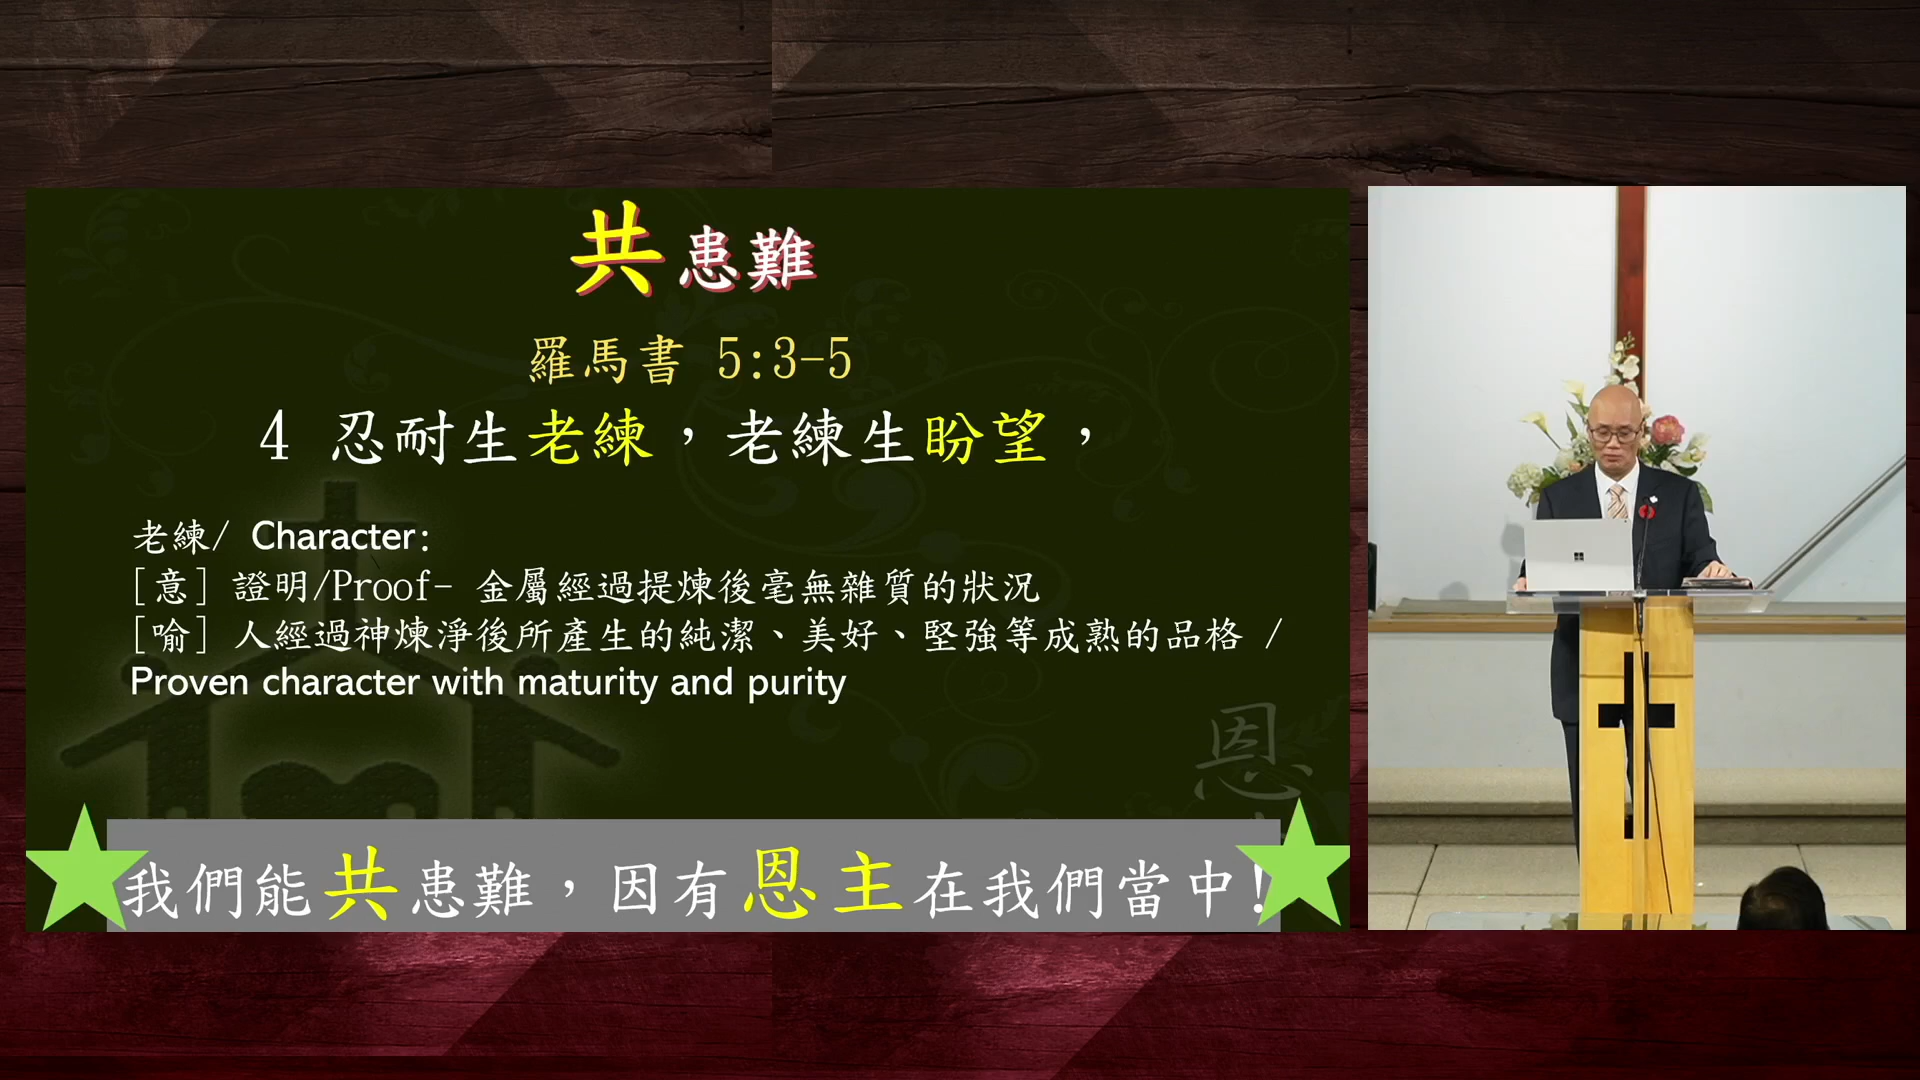 共患難
羅馬書 5:3-5
4 忍耐生老練，老練生盼望，
老練/ Character:
[意] 證明/Proof- 金屬經過提煉後毫無雜質的狀況
[喻] 人經過神煉淨後所產生的純潔、美好、堅強等成熟的品格 /
Proven character with maturity and purity
恩
我們能共患難，因有恩主在我們當中!